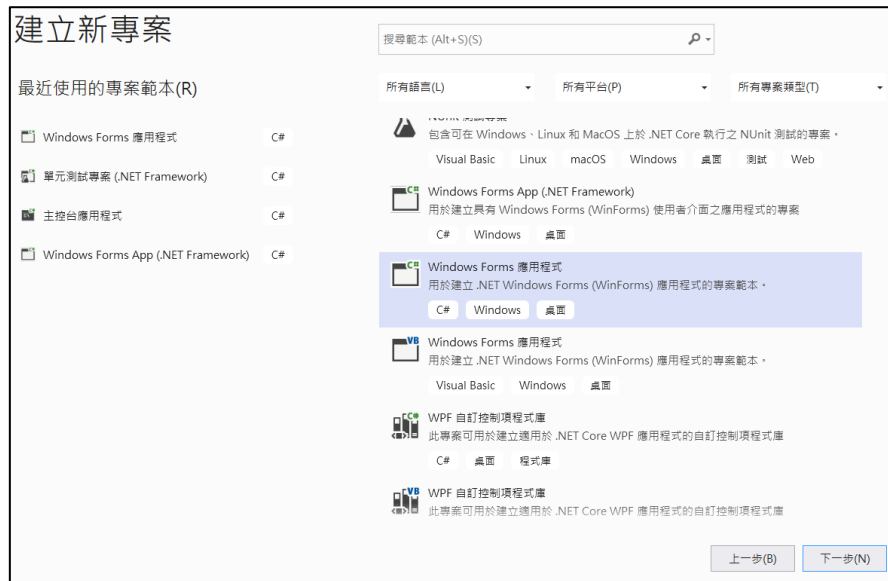 建立新專案
搜尋範本 (Alt+S)(S)
最近使用的專案範本(R)
所有語言(L)
所有平台(P)
所有專案類型(T)
Windows Forms 應用程式
C#
單元測試專案 (.NET Framework)
C#
主控台應用程式
C#
Windows Forms App (.NET Framework)
C#
NUnit 測試專案
包含可在 Windows、Linux 和 MacOS 上於 .NET Core 執行之 NUnit 測試的專案。
Visual Basic Linux macOS Windows 桌面 測試 Web
C#
Windows Forms App (.NET Framework)
用於建立具有 Windows Forms (WinForms) 使用者介面之應用程式的專案
C# Windows 桌面
C#
Windows Forms 應用程式
用於建立 .NET Windows Forms (WinForms) 應用程式的專案範本。
C# Windows 桌面
VB
Windows Forms 應用程式
用於建立 .NET Windows Forms (WinForms) 應用程式的專案範本。
Visual Basic Windows 桌面
C#
WPF 自訂控制項程式庫
此專案可用於建立適用於 .NET Core WPF 應用程式的自訂控制項程式庫
C# 桌面 程式庫
VB
WPF 自訂控制項程式庫
此專案可用於建立適用於 .NET Core WPF 應用程式的自訂控制項程式庫
上一步(B)
下一步(N)